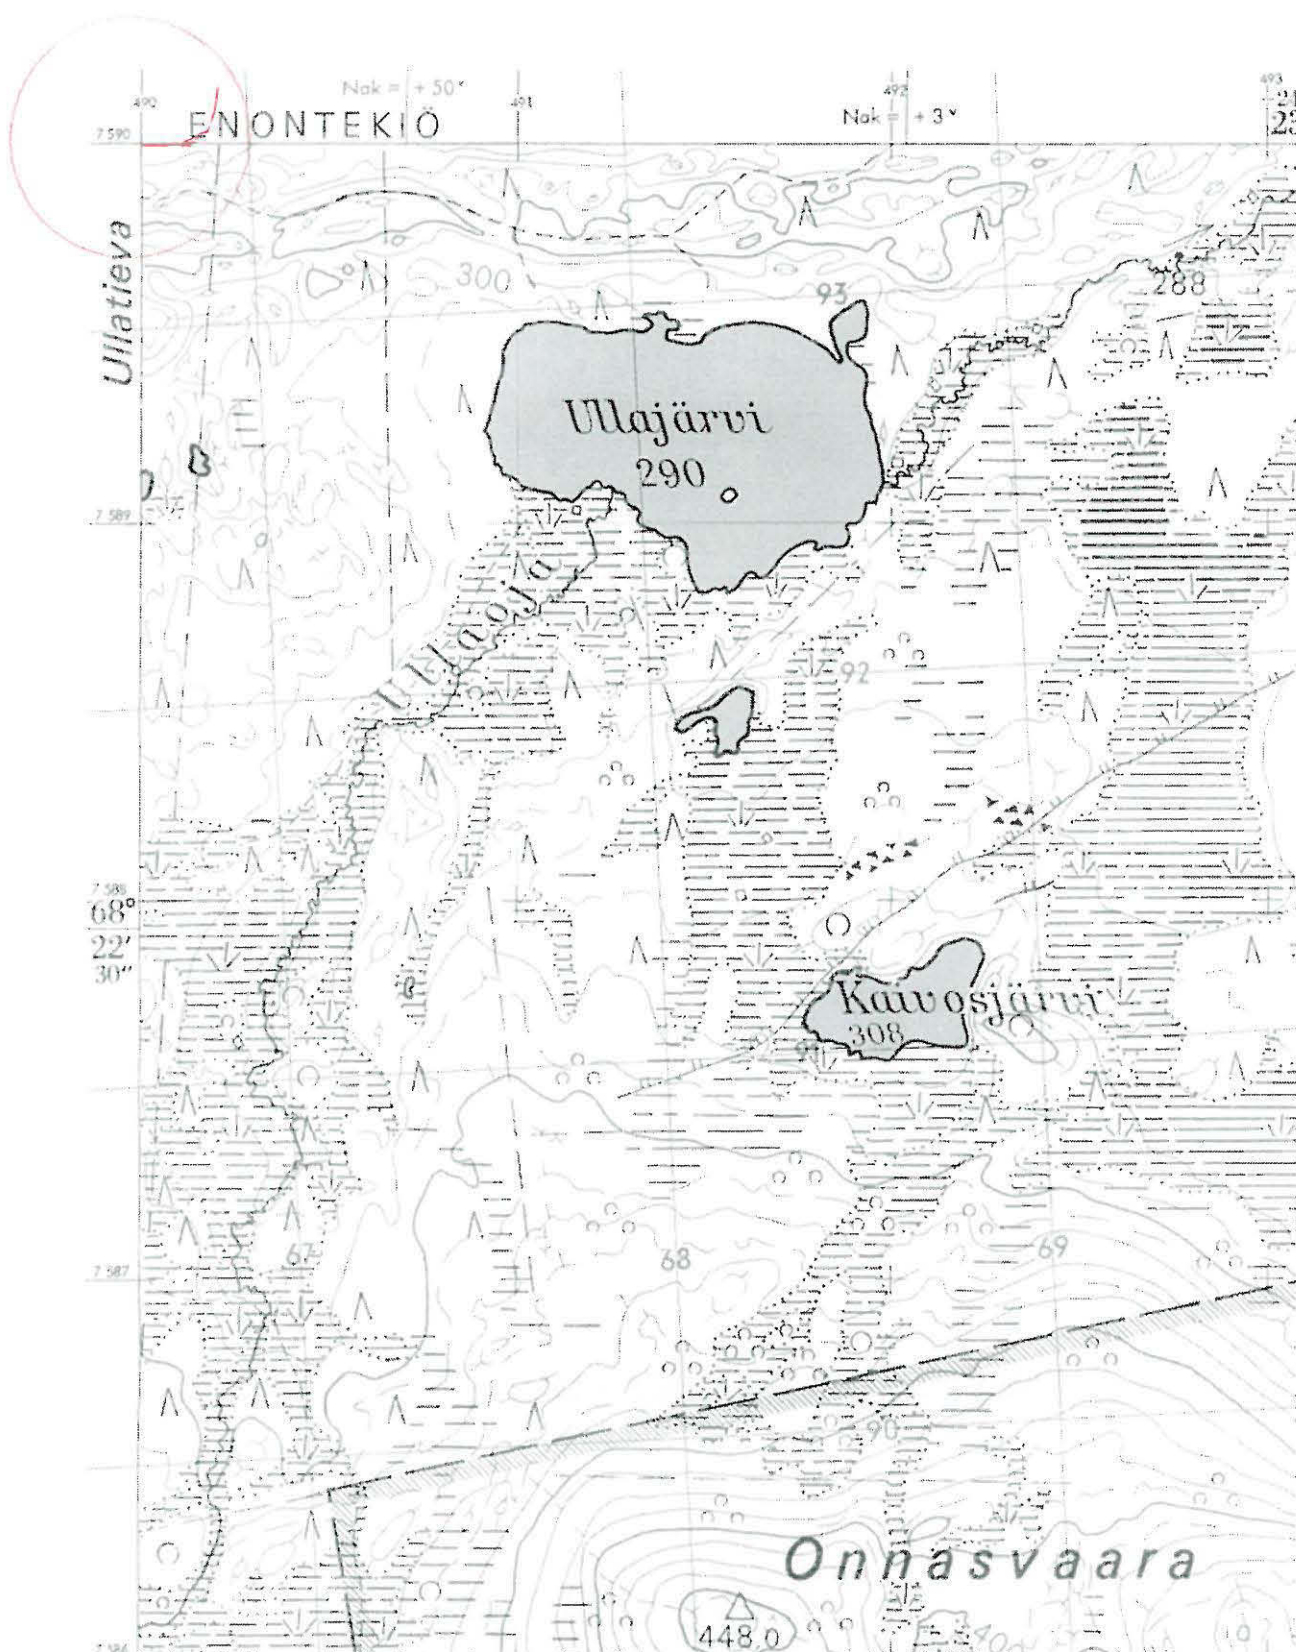 490
Nak = + 50ᵛ
491
492
493
ENONTEKIÖ
Nak = + 3ᵛ
7 590
Ullatieva
300
93
288
Ullajärvi
290
7 589
Ullaoja
92
7 588
68°
22'
30"
Kaivosjärvi
308
67
68
69
7 587
90
Onnasvaara
448,0